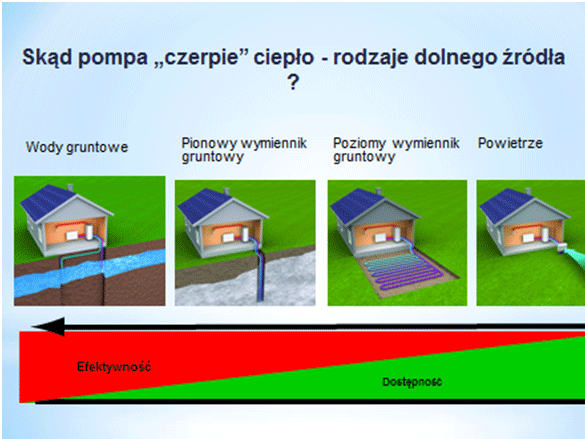 Skąd pompa „czerpie” ciepło - rodzaje dolnego źródła
?
Wody gruntowe
Pionowy wymiennik
gruntowy
Poziomy wymiennik
gruntowy
Powietrze
Efektywność
Dostępność